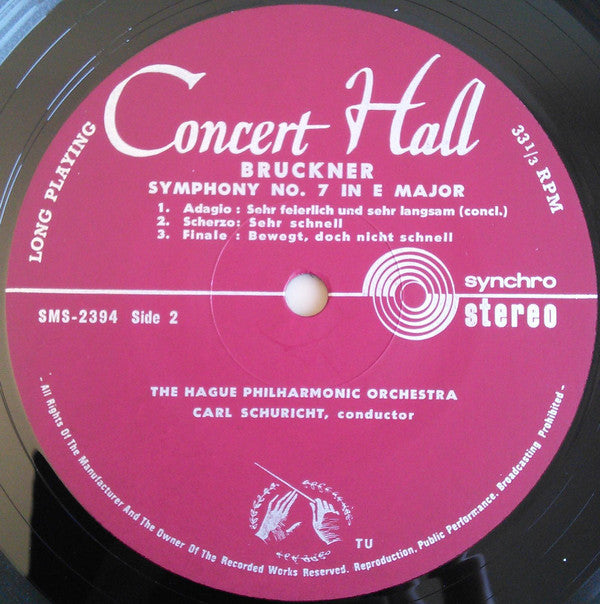 Concert Hall
LONG PLAYING
33 1/3 RPM
BRUCKNER
SYMPHONY NO. 7 IN E MAJOR
1. Adagio : Sehr feierlich und sehr langsam (concl.)
2. Scherzo: Sehr schnell
3. Finale : Bewegt, doch nicht schnell
synchro
stereo
SMS-2394 Side 2
THE HAGUE PHILHARMONIC ORCHESTRA
CARL SCHURICHT, conductor
TU
- All Rights Of The Manufacturer And The Owner Of The Recorded Works Reserved. Reproduction, Public Performance, Broadcasting Prohibited -